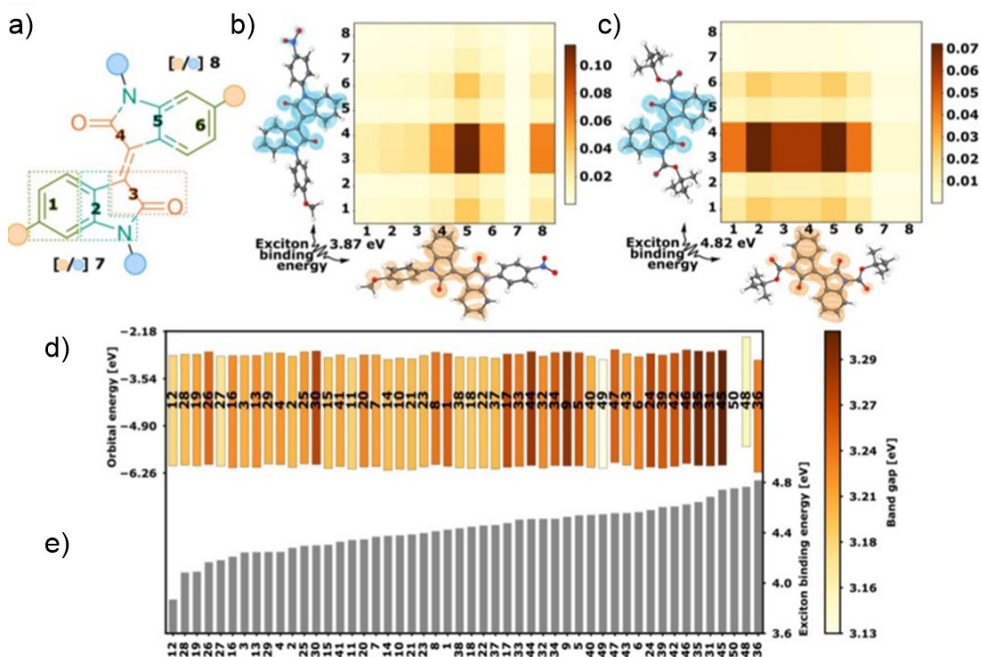 a)
[ / ] 8
N
O
4
5
6
1
2
3
O
N
[ / ] 7
b)
8
7
6
5
4
3
2
1
1 2 3 4 5 6 7 8
0.10
0.08
0.06
0.04
0.02
Exciton
binding
energy
3.87 eV
c)
8
7
6
5
4
3
2
1
1 2 3 4 5 6 7 8
0.07
0.06
0.05
0.04
0.03
0.02
0.01
Exciton
binding
energy
4.82 eV
d)
Orbital energy [eV]
−2.18
−3.54
−4.90
−6.26
12 28 19 26 27 16 3 13 29 4 2 25 30 15 41 11 20 7 14 10 21 23 8 1 38 18 22 37 17 33 44 32 34 9 5 40 49 47 43 6 24 39 42 46 35 31 45 50 48 36
3.29
3.27
3.24
3.21
3.18
3.16
3.13
Band gap [eV]
e)
4.8
4.4
4.0
3.6
Exciton binding energy [eV]
12 28 19 26 27 16 3 13 29 4 2 25 30 15 41 11 20 7 14 10 21 23 8 1 38 18 22 37 17 33 44 32 34 9 5 40 49 47 43 6 24 39 42 46 35 31 45 50 48 36